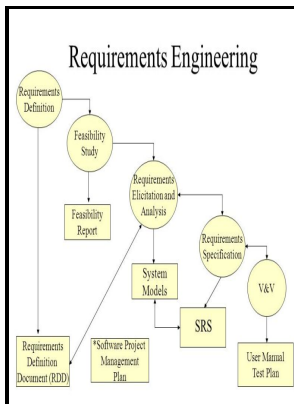 Requirements Engineering
Requirements
Definition
Feasibility
Study
Requirements
Elicitation and
Analysis
Feasibility
Report
Requirements
Specification
System
Models
V&V
SRS
Requirements
Definition
Document (RDD)
*Software Project
Management
Plan
User Manual
Test Plan